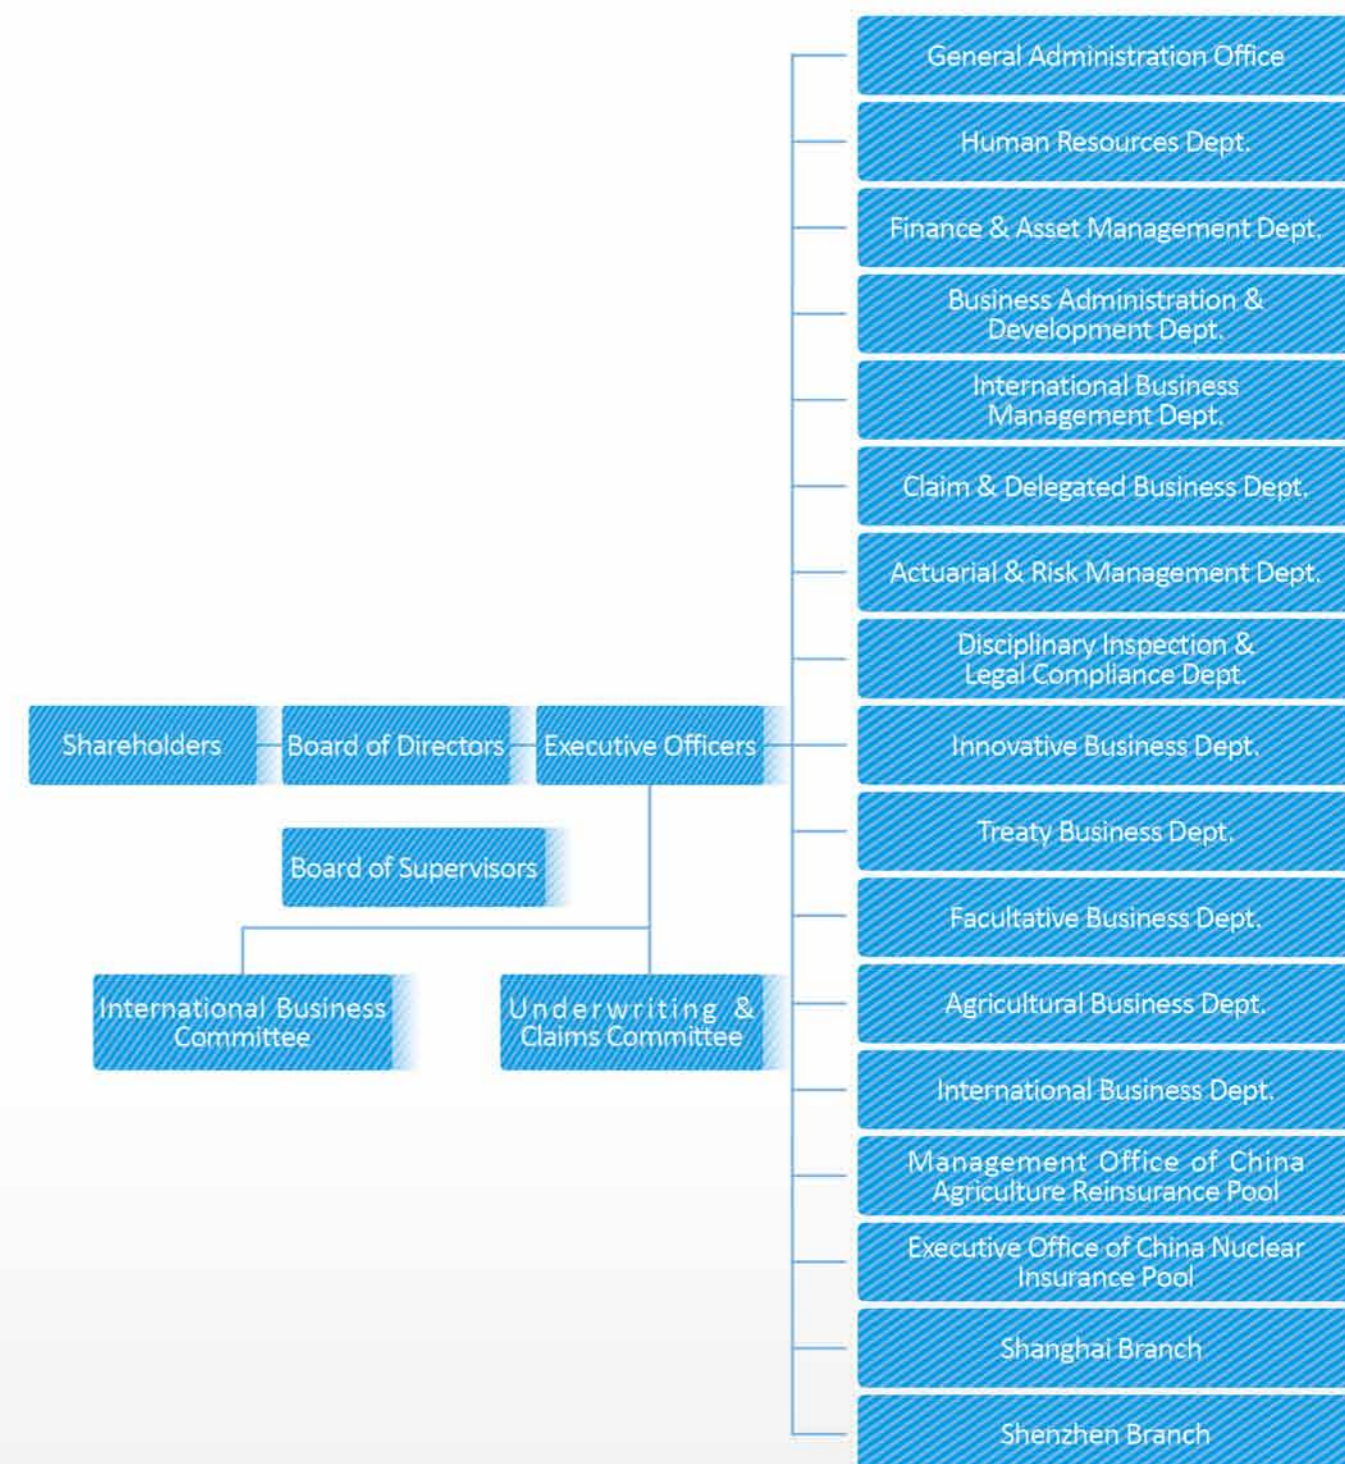 General Administration Office
Human Resources Dept.
Finance & Asset Management Dept.
Business Administration &
Development Dept.
International Business
Management Dept.
Claim & Delegated Business Dept.
Actuarial & Risk Management Dept.
Disciplinary Inspection &
Legal Compliance Dept.
Shareholders
Board of Directors
Executive Officers
Innovative Business Dept.
Treaty Business Dept.
Board of Supervisors
Facultative Business Dept.
International Business
Committee
Underwriting &
Claims Committee
Agricultural Business Dept.
International Business Dept.
Management Office of China
Agriculture Reinsurance Pool
Executive Office of China Nuclear
Insurance Pool
Shanghai Branch
Shenzhen Branch